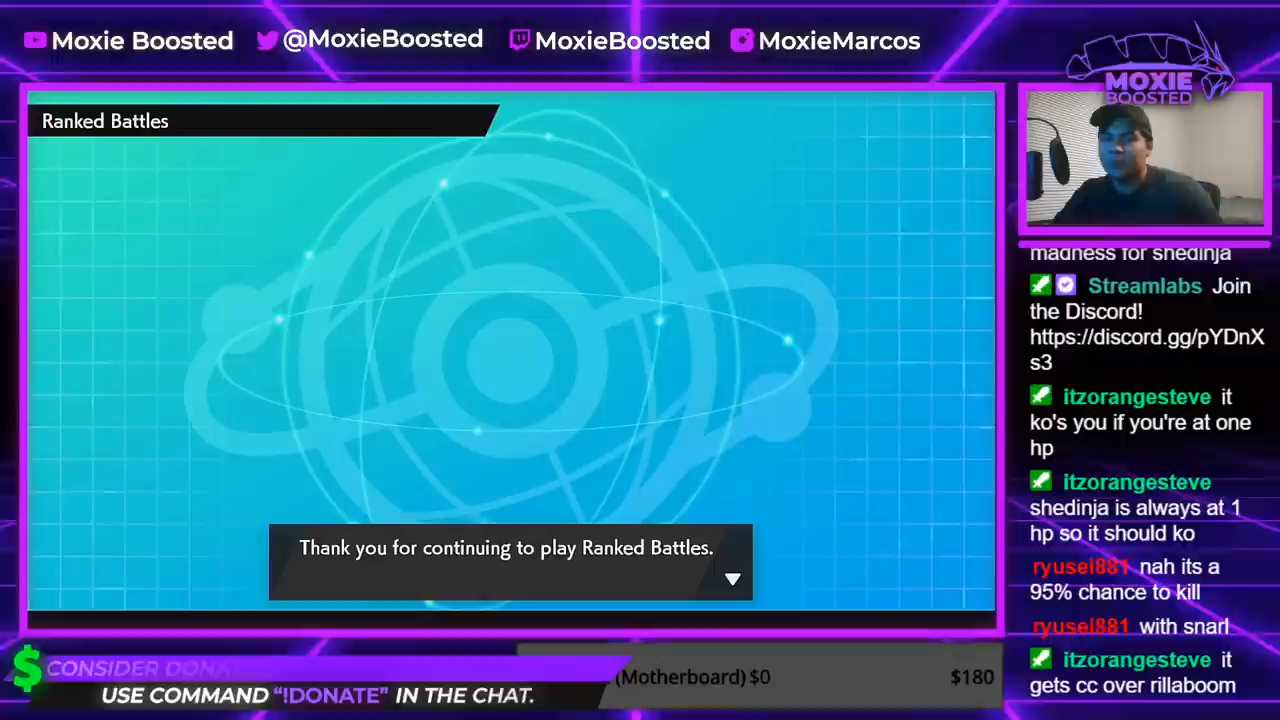 Moxie Boosted @MoxieBoosted MoxieBoosted MoxieMarcos
MOXIE
BOOSTED
Ranked Battles
Thank you for continuing to play Ranked Battles.
madness for shedinja
Streamlabs Join
the Discord!
https://discord.gg/pYDnX
s3
itzorangesteve it
ko's you if you're at one
hp
itzorangesteve
shedinja is always at 1
hp so it should ko
ryusei881 nah its a
95% chance to kill
ryusei881 with snarl
itzorangesteve it
gets cc over rillaboom
$ CONSIDER DONA
USE COMMAND “!DONATE” IN THE CHAT.
(Motherboard) $0 $180